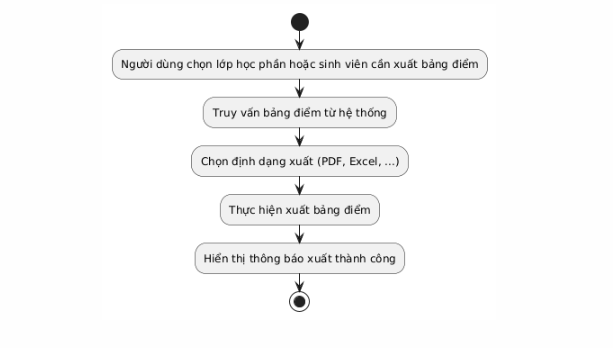 Người dùng chọn lớp học phần hoặc sinh viên cần xuất bảng điểm
Truy vấn bảng điểm từ hệ thống
Chọn định dạng xuất (PDF, Excel, ...)
Thực hiện xuất bảng điểm
Hiển thị thông báo xuất thành công